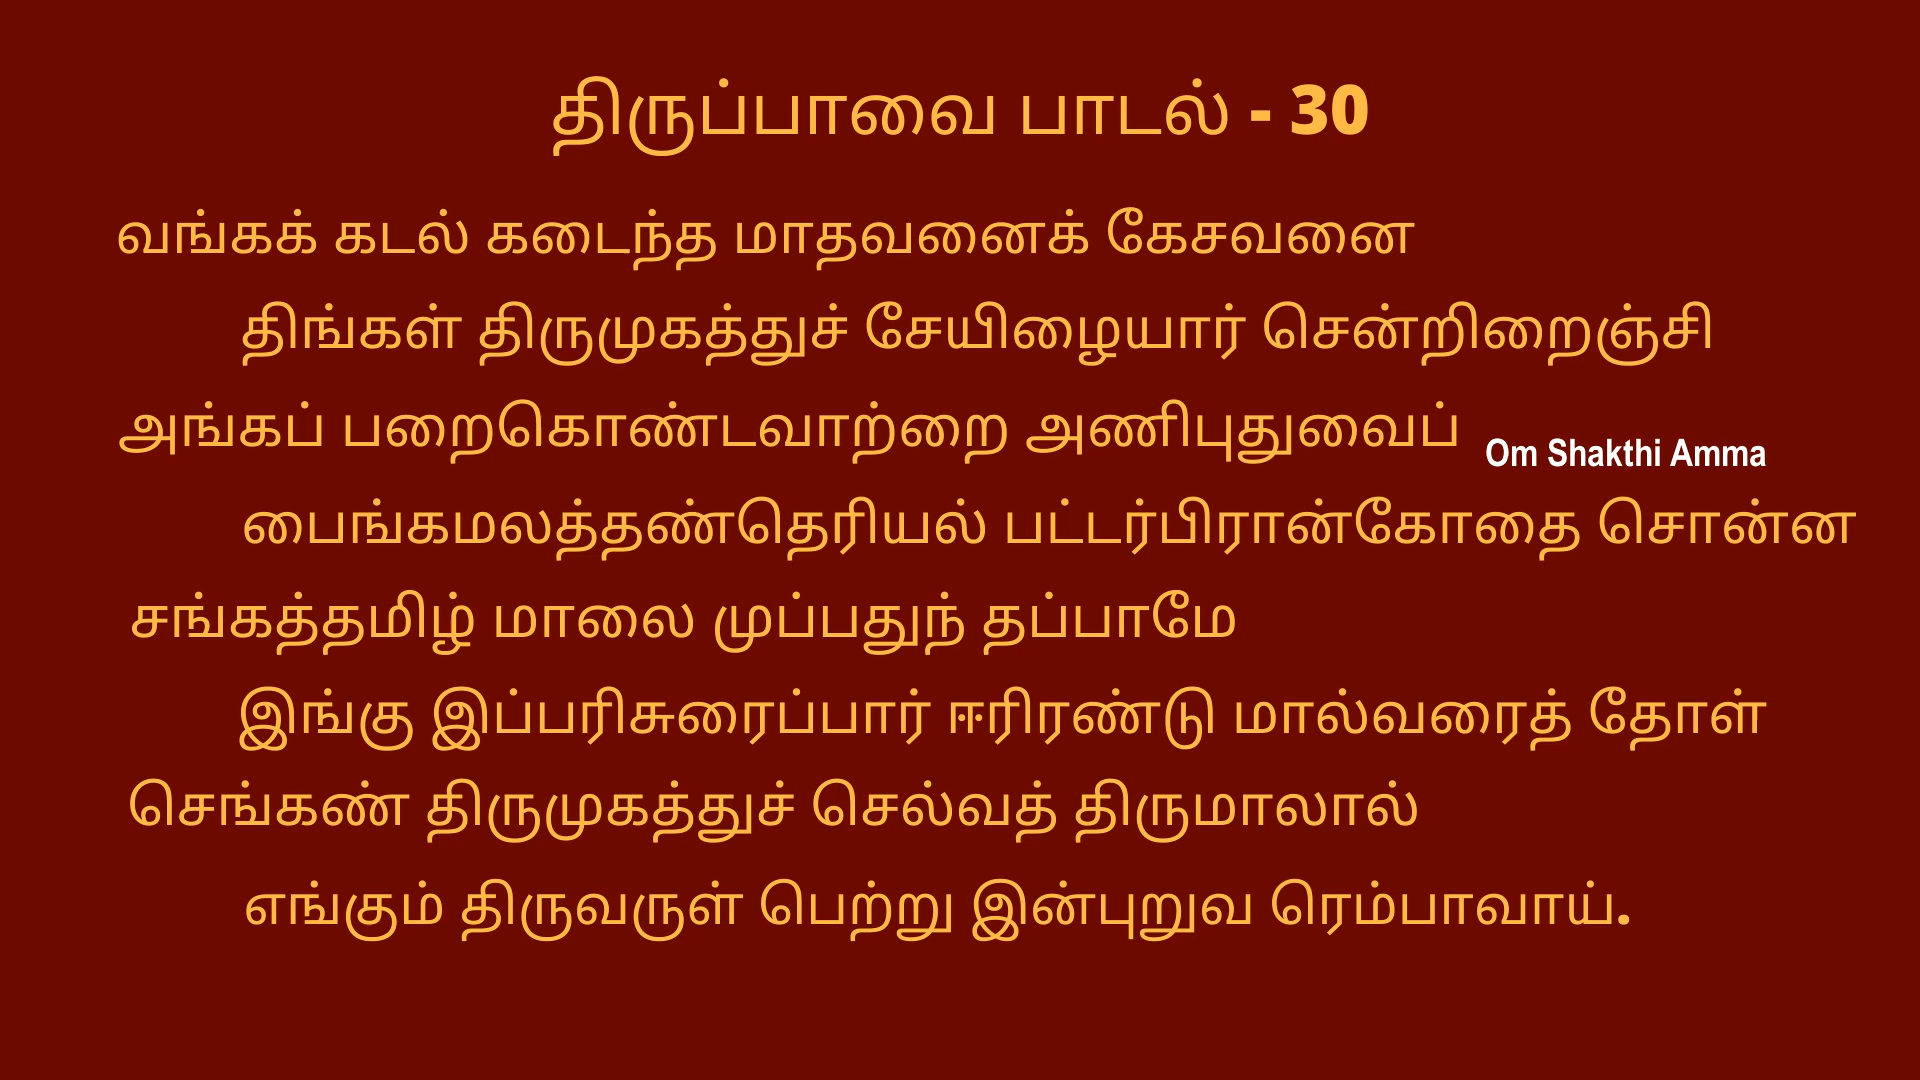 திருப்பாவை பாடல் - 30
வங்கக் கடல் கடைந்த மாதவனைக் கேசவனை
திங்கள் திருமுகத்துச் சேயிழையார் சென்றிறைஞ்சி
அங்கப் பறைகொண்டவாற்றை அணிபுதுவைப்
Om Shakthi Amma
பைங்கமலத்தண்தெரியல் பட்டர்பிரான்கோதை சொன்ன
சங்கத்தமிழ் மாலை முப்பதுந் தப்பாமே
இங்கு இப்பரிசுரைப்பார் ஈரிரண்டு மால்வரைத் தோள்
செங்கண் திருமுகத்துச் செல்வத் திருமாலால்
எங்கும் திருவருள் பெற்று இன்புறுவ ரெம்பாவாய்.